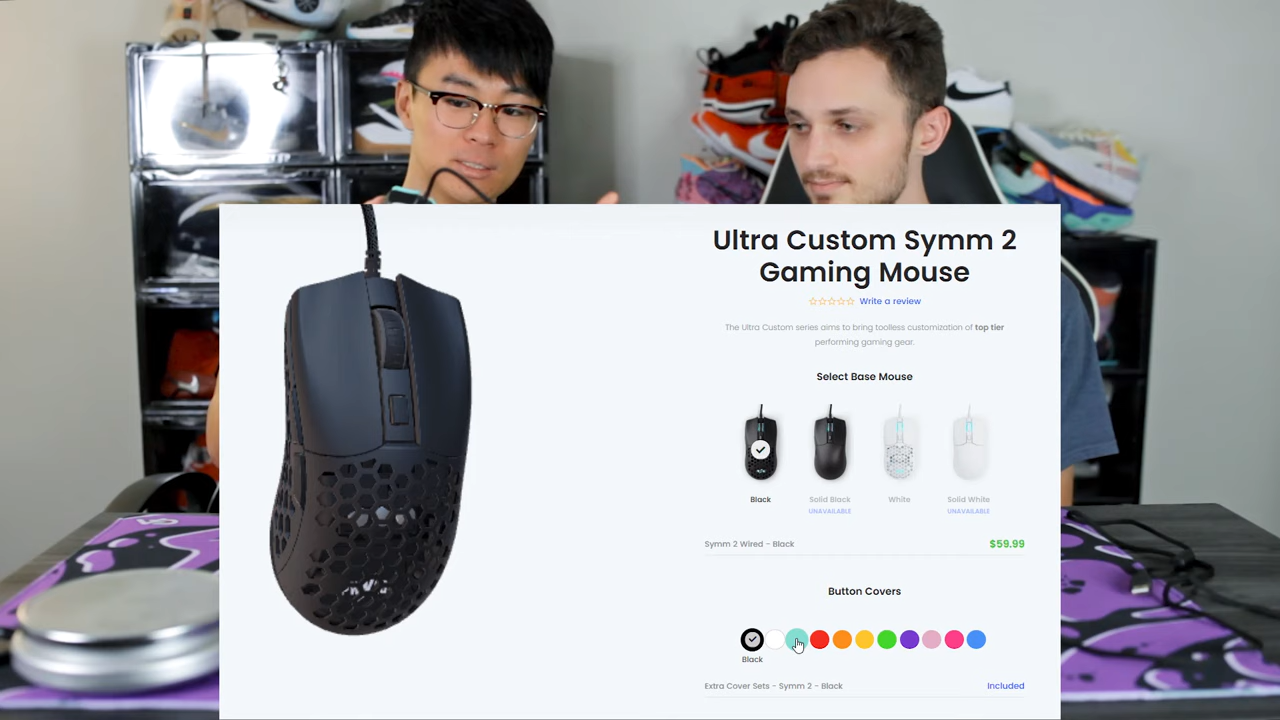 Ultra Custom Symm 2
Gaming Mouse
Write a review
The Ultra Custom series aims to bring toolless customization of top tier
performing gaming gear.
Select Base Mouse
Black
Solid Black
UNAVAILABLE
White
Solid White
UNAVAILABLE
Symm 2 Wired - Black
$59.99
Button Covers
Black
Extra Cover Sets - Symm 2 - Black
Included